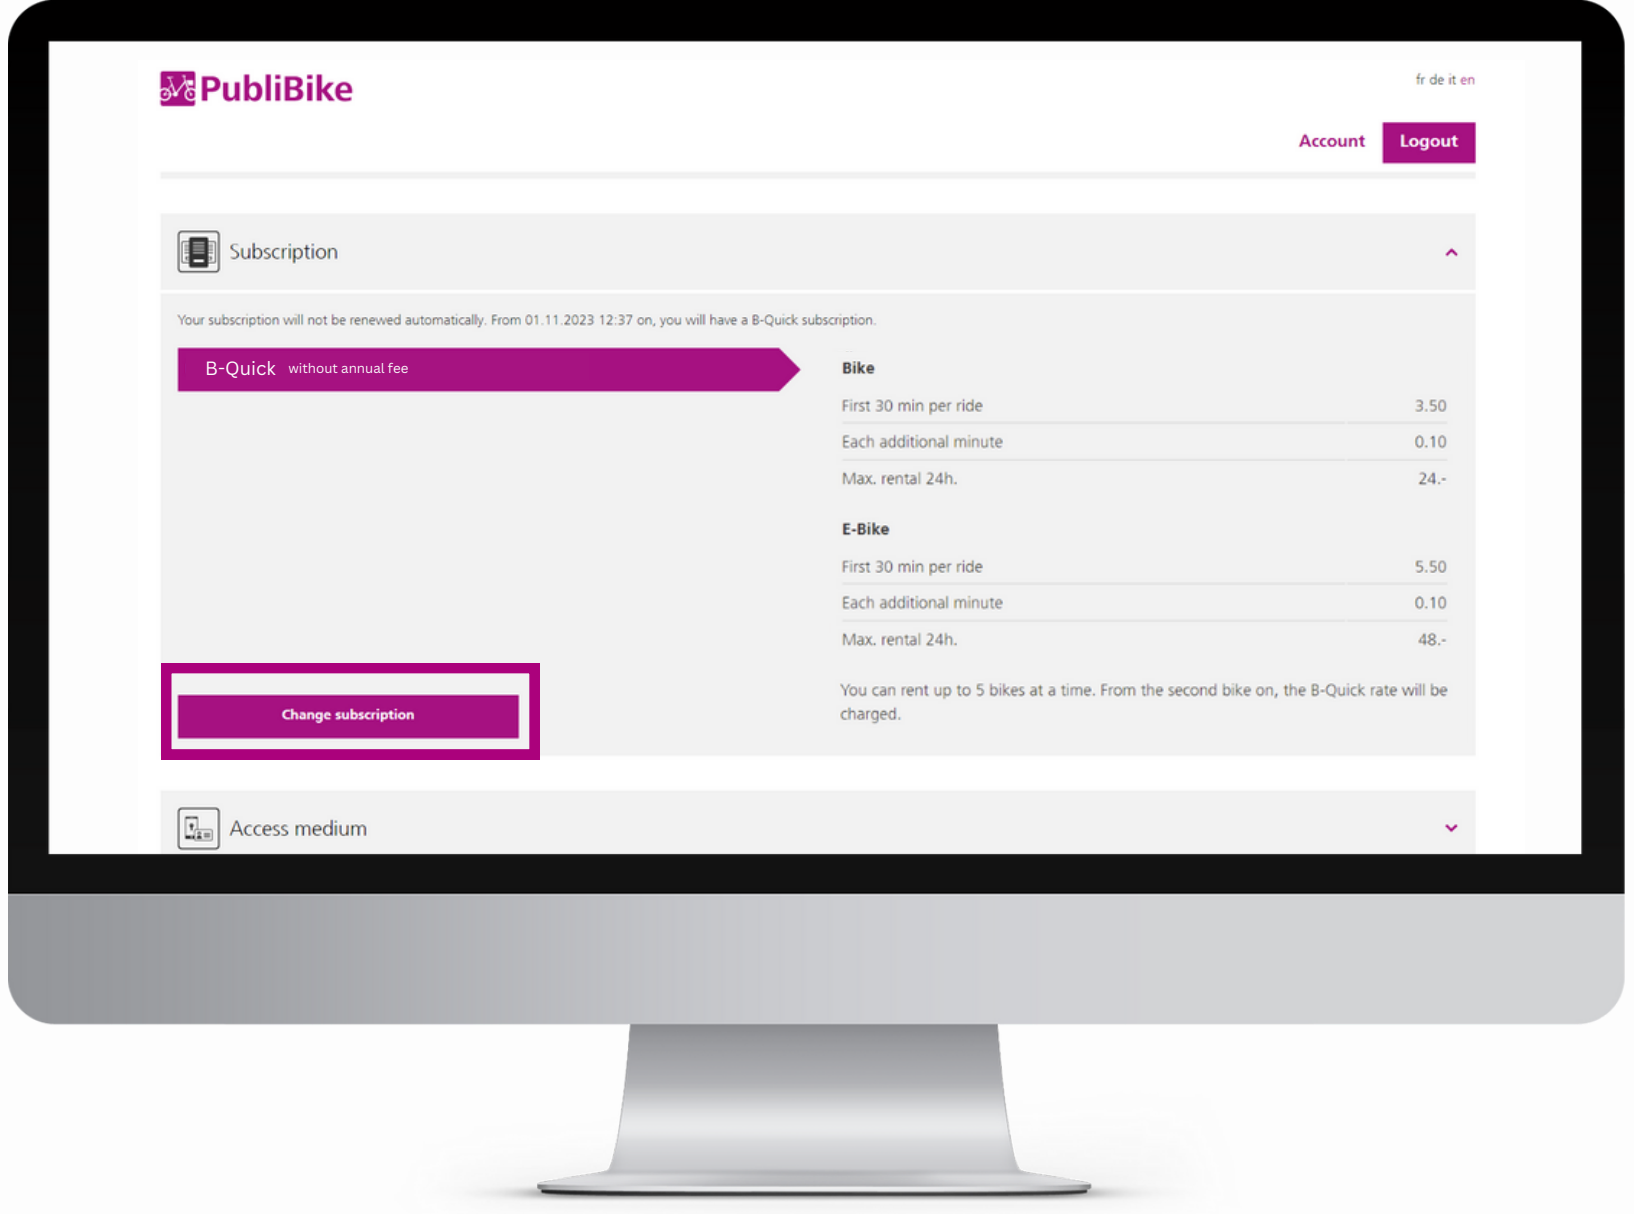 PubliBike
fr de it en
Account Logout
Subscription
Your subscription will not be renewed automatically. From 01.11.2023 12:37 on, you will have a B-Quick subscription.
B-Quick without annual fee
Bike
First 30 min per ride 3.50
Each additional minute 0.10
Max. rental 24h. 24.-
E-Bike
First 30 min per ride 5.50
Each additional minute 0.10
Max. rental 24h. 48.-
You can rent up to 5 bikes at a time. From the second bike on, the B-Quick rate will be
charged.
Change subscription
Access medium